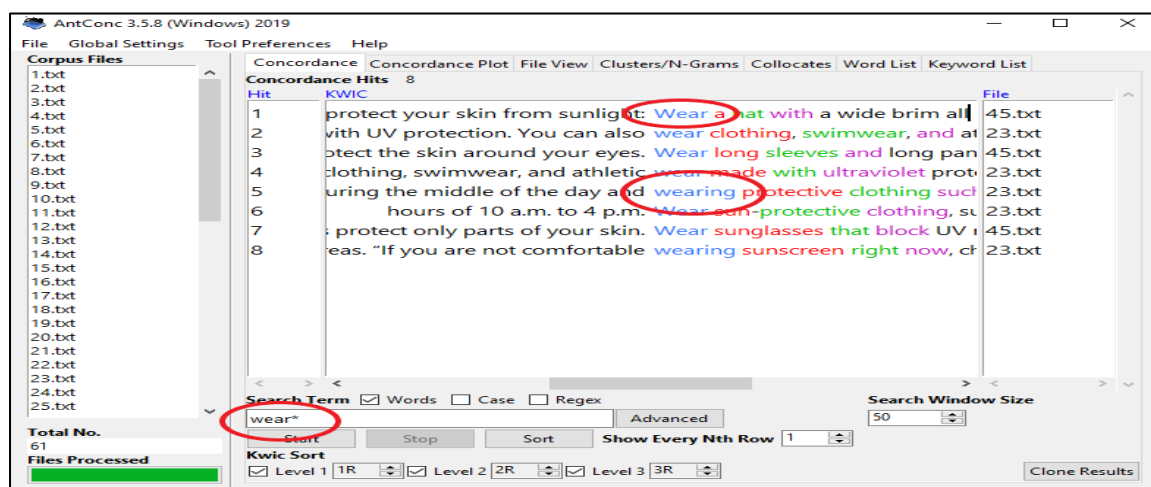 AntConc 3.5.8 (Windows) 2019
File Global Settings Tool Preferences Help
Corpus Files
1.txt
2.txt
3.txt
4.txt
5.txt
6.txt
7.txt
8.txt
9.txt
10.txt
11.txt
12.txt
13.txt
14.txt
15.txt
16.txt
17.txt
18.txt
19.txt
20.txt
21.txt
22.txt
23.txt
24.txt
25.txt
Total No.
61
Files Processed
Concordance Concordance Plot File View Clusters/N-Grams Collocates Word List Keyword List
Concordance Hits 8
Hit KWIC File
1 protect your skin from sunlight: Wear a hat with a wide brim all 45.txt
2 with UV protection. You can also wear clothing, swimwear, and at 23.txt
3 otect the skin around your eyes. Wear long sleeves and long pan 45.txt
4 clothing, swimwear, and athletic wear made with ultraviolet prot 23.txt
5 uring the middle of the day and wearing protective clothing such 23.txt
6 hours of 10 a.m. to 4 p.m. Wear sun-protective clothing, su 23.txt
7 s protect only parts of your skin. Wear sunglasses that block UV r 45.txt
8 reas. “If you are not comfortable wearing sunscreen right now, ch 23.txt
Search Term Words Case Regex Search Window Size
wear* Advanced 50
Start Stop Sort Show Every Nth Row 1
Kwic Sort
Level 1 1R Level 2 2R Level 3 3R Clone Results